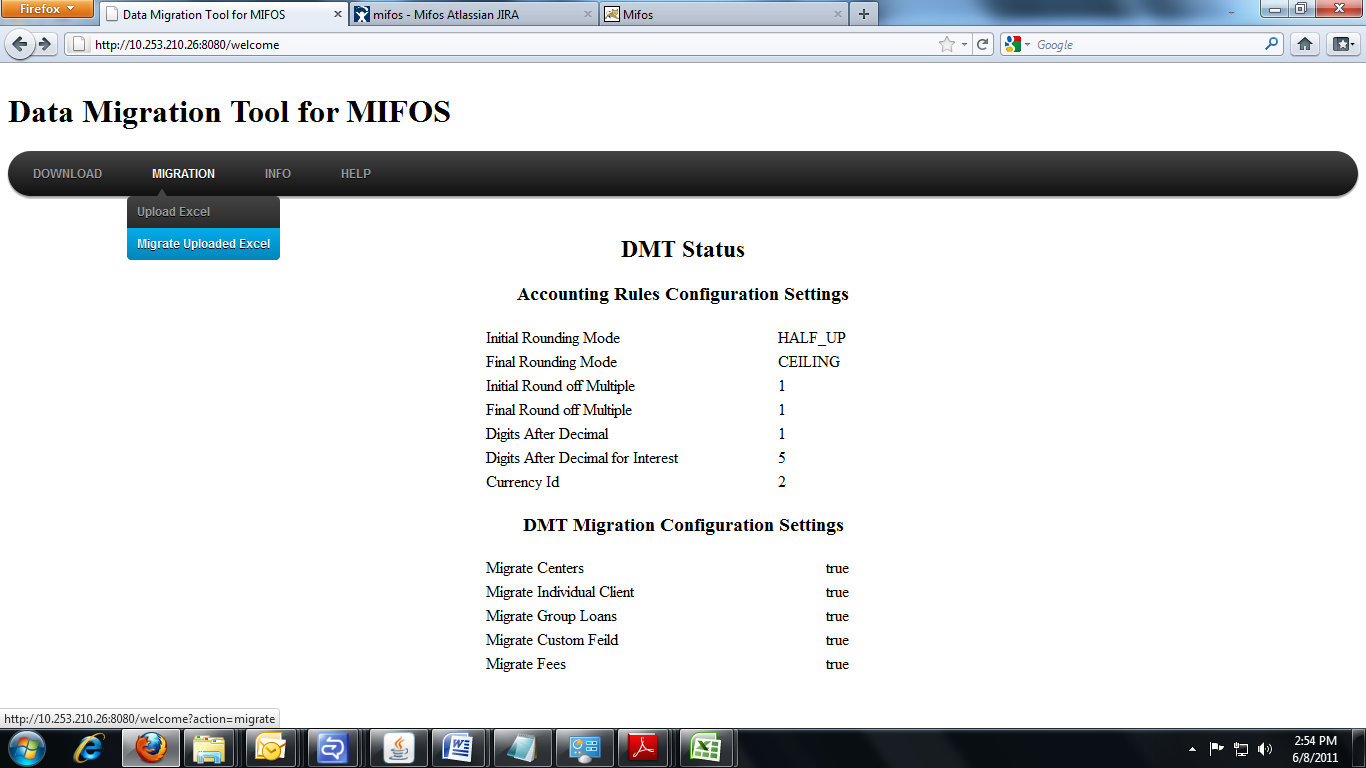 Firefox
Data Migration Tool for MIFOS
mifos - Mifos Atlassian JIRA
Mifos
http://10.253.210.26:8080/welcome
Google
Data Migration Tool for MIFOS
DOWNLOAD MIGRATION INFO HELP
Upload Excel
Migrate Uploaded Excel
DMT Status
Accounting Rules Configuration Settings
Initial Rounding Mode HALF_UP
Final Rounding Mode CEILING
Initial Round off Multiple 1
Final Round off Multiple 1
Digits After Decimal 1
Digits After Decimal for Interest 5
Currency Id 2
DMT Migration Configuration Settings
Migrate Centers true
Migrate Individual Client true
Migrate Group Loans true
Migrate Custom Feild true
Migrate Fees true
http://10.253.210.26:8080/welcome?action=migrate
2:54 PM
6/8/2011